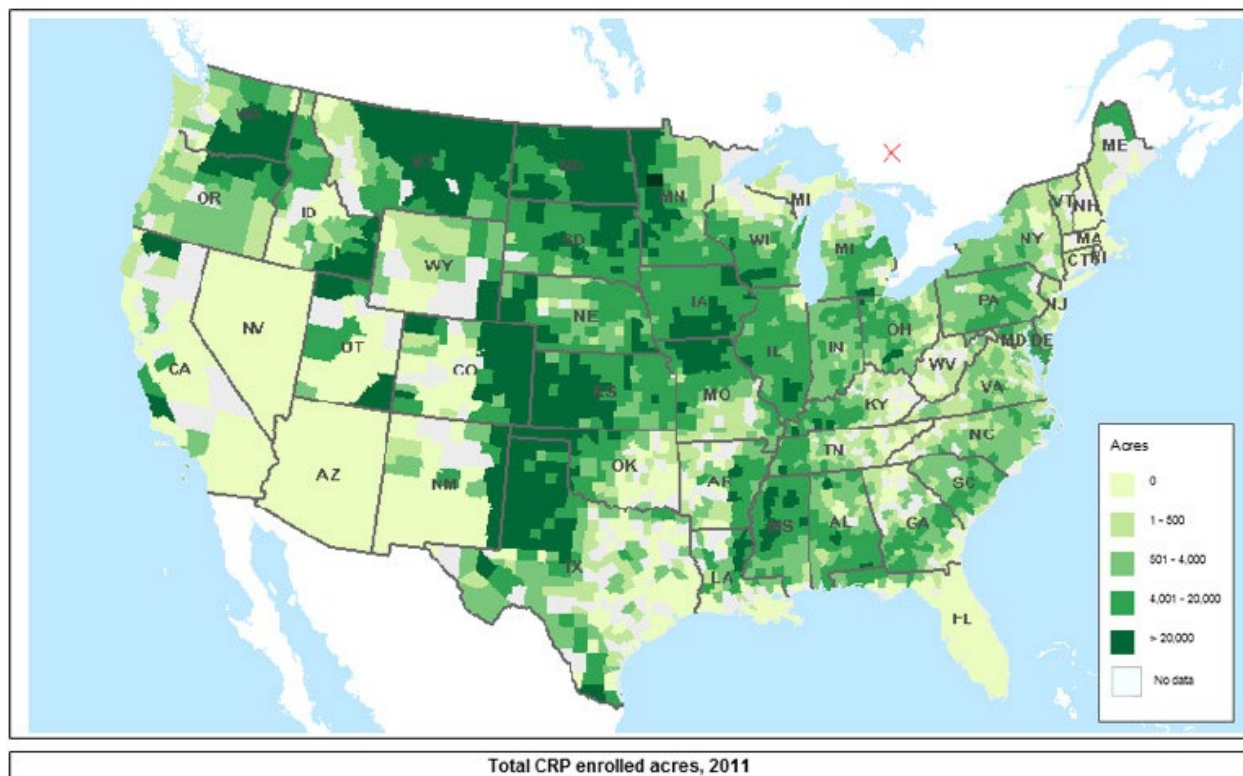 WA
MT
ND
MN
ME
OR
ID
SD
WI
MI
MI
VT
NH
NY
MA
CT
RI
WY
IA
NE
PA
NJ
NV
UT
CO
IL
IN
OH
MD
DE
CA
KS
MO
WV
VA
KY
NC
TN
OK
AZ
NM
AR
SC
MS
AL
GA
TX
LA
FL
Acres
0
1 - 500
501 - 4,000
4,001 - 20,000
> 20,000
No data
Total CRP enrolled acres, 2011